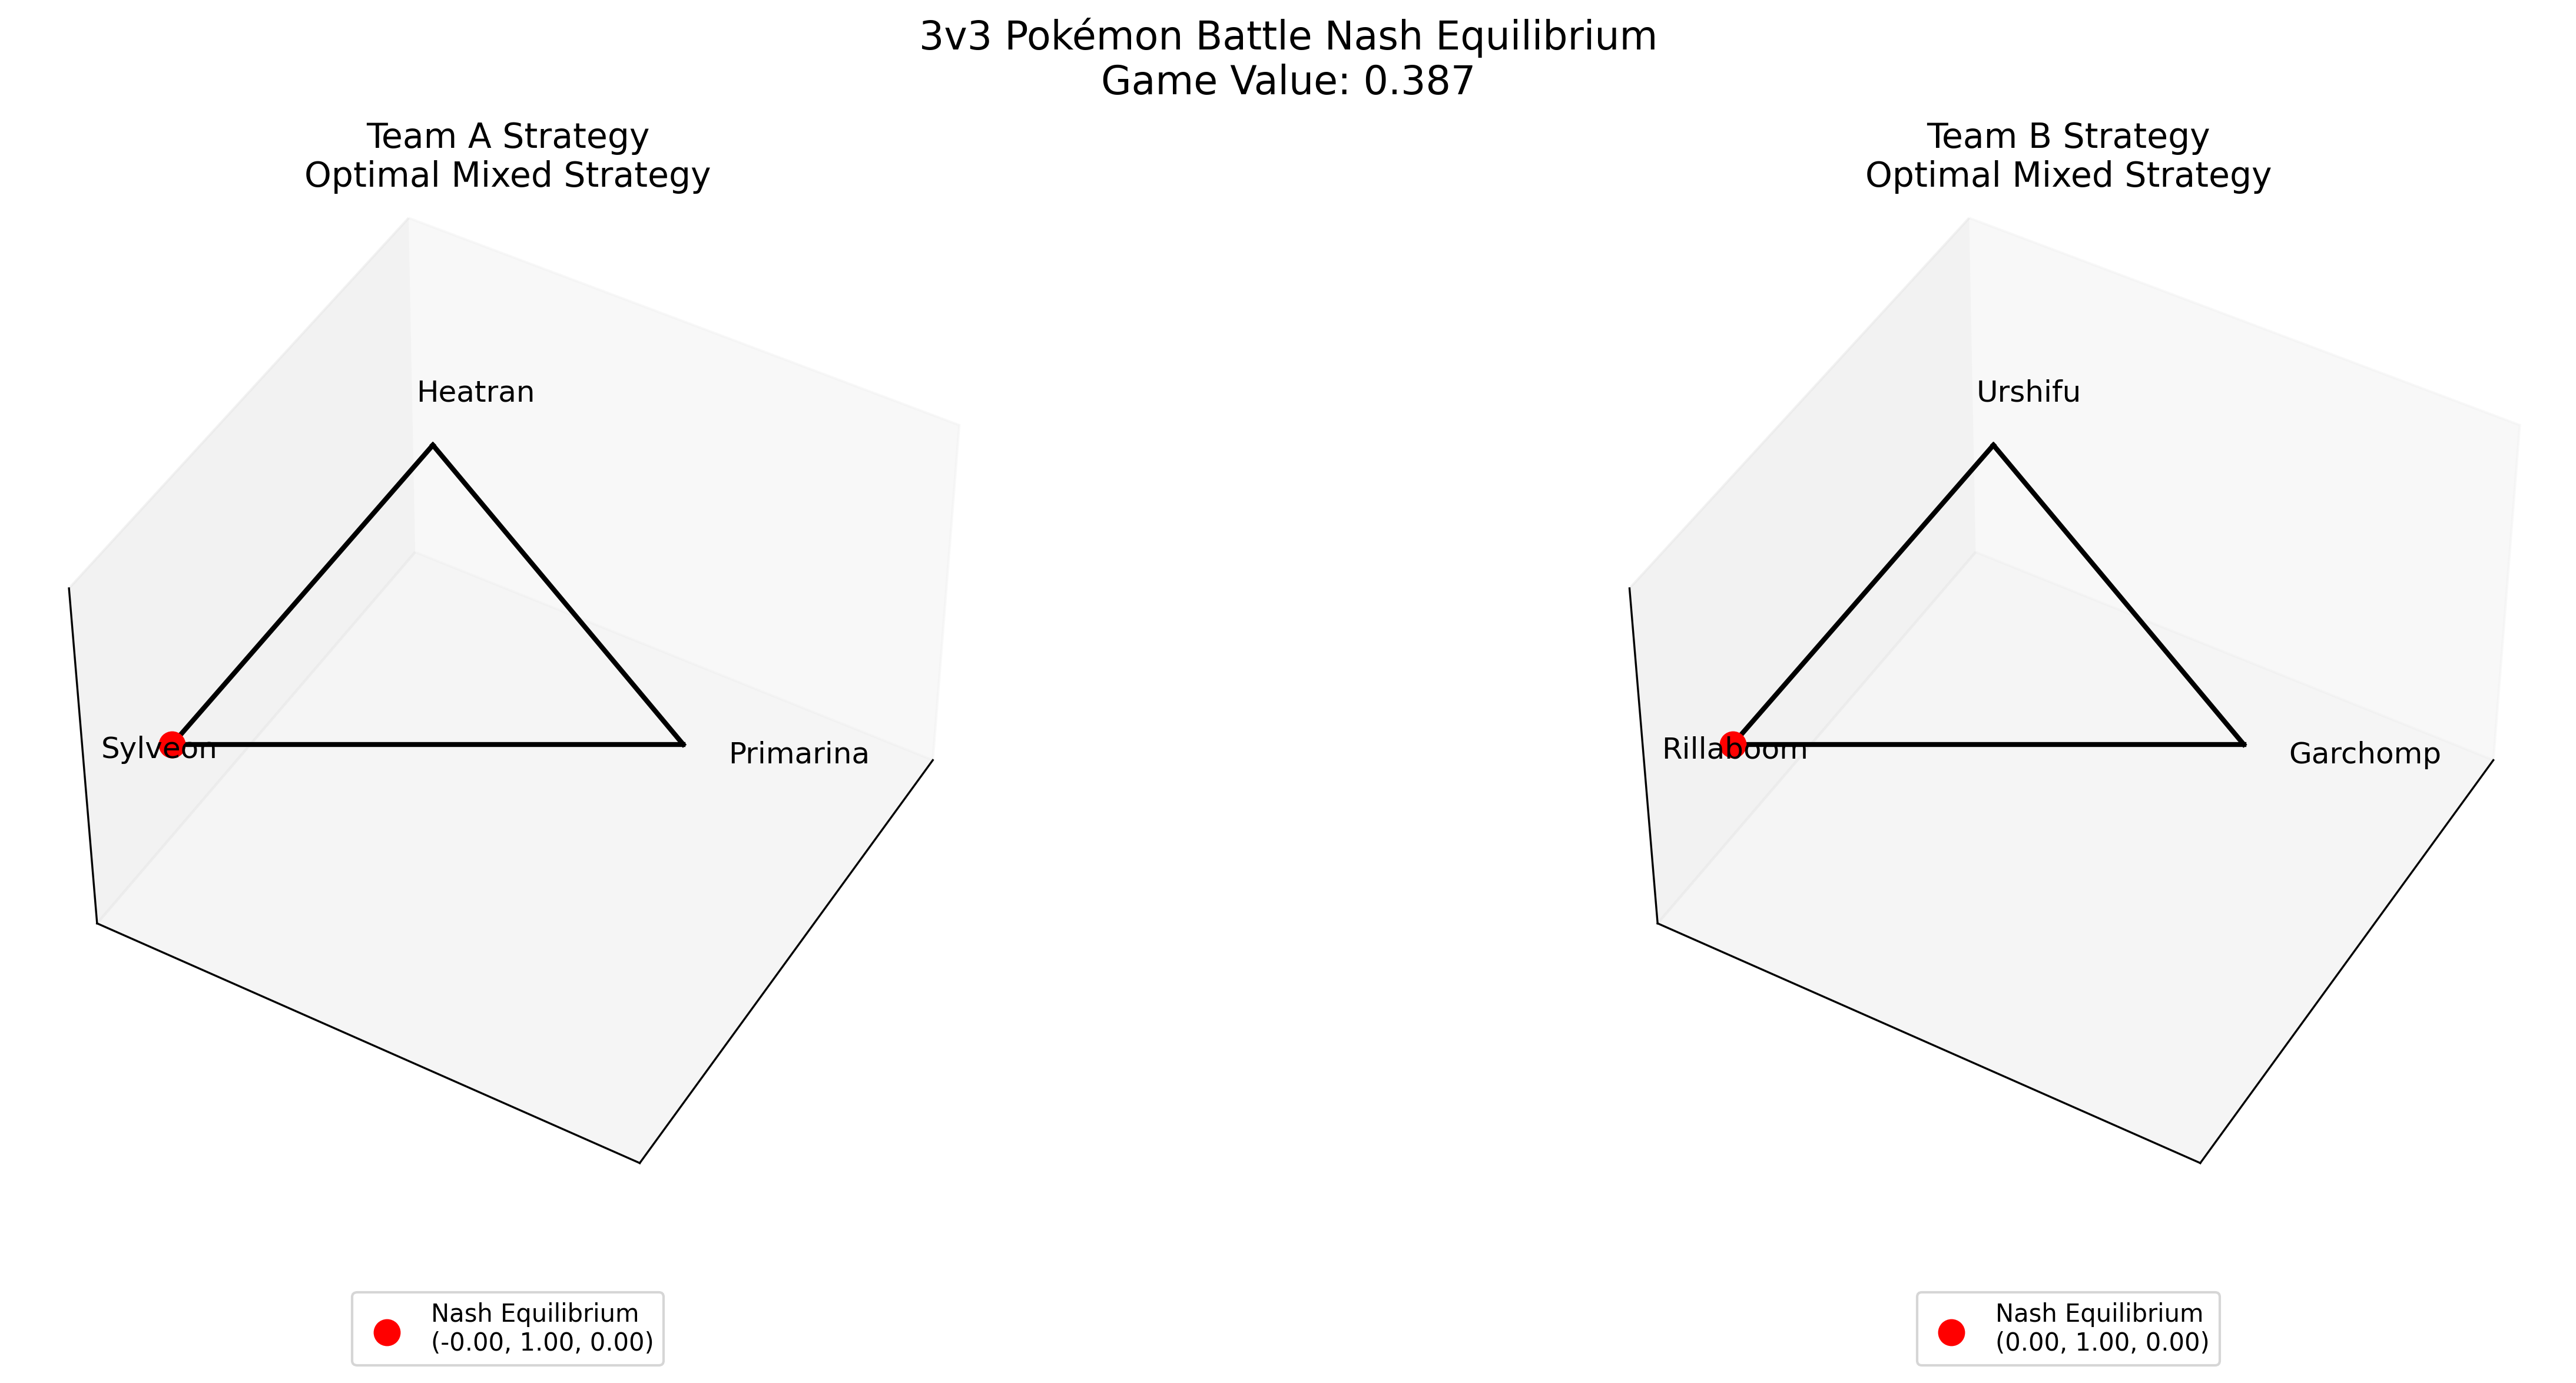 3v3 Pokémon Battle Nash Equilibrium
Game Value: 0.387
Team A Strategy
Optimal Mixed Strategy
Heatran
Sylveon
Primarina
Nash Equilibrium
(-0.00, 1.00, 0.00)
Team B Strategy
Optimal Mixed Strategy
Urshifu
Rillaboom
Garchomp
Nash Equilibrium
(0.00, 1.00, 0.00)